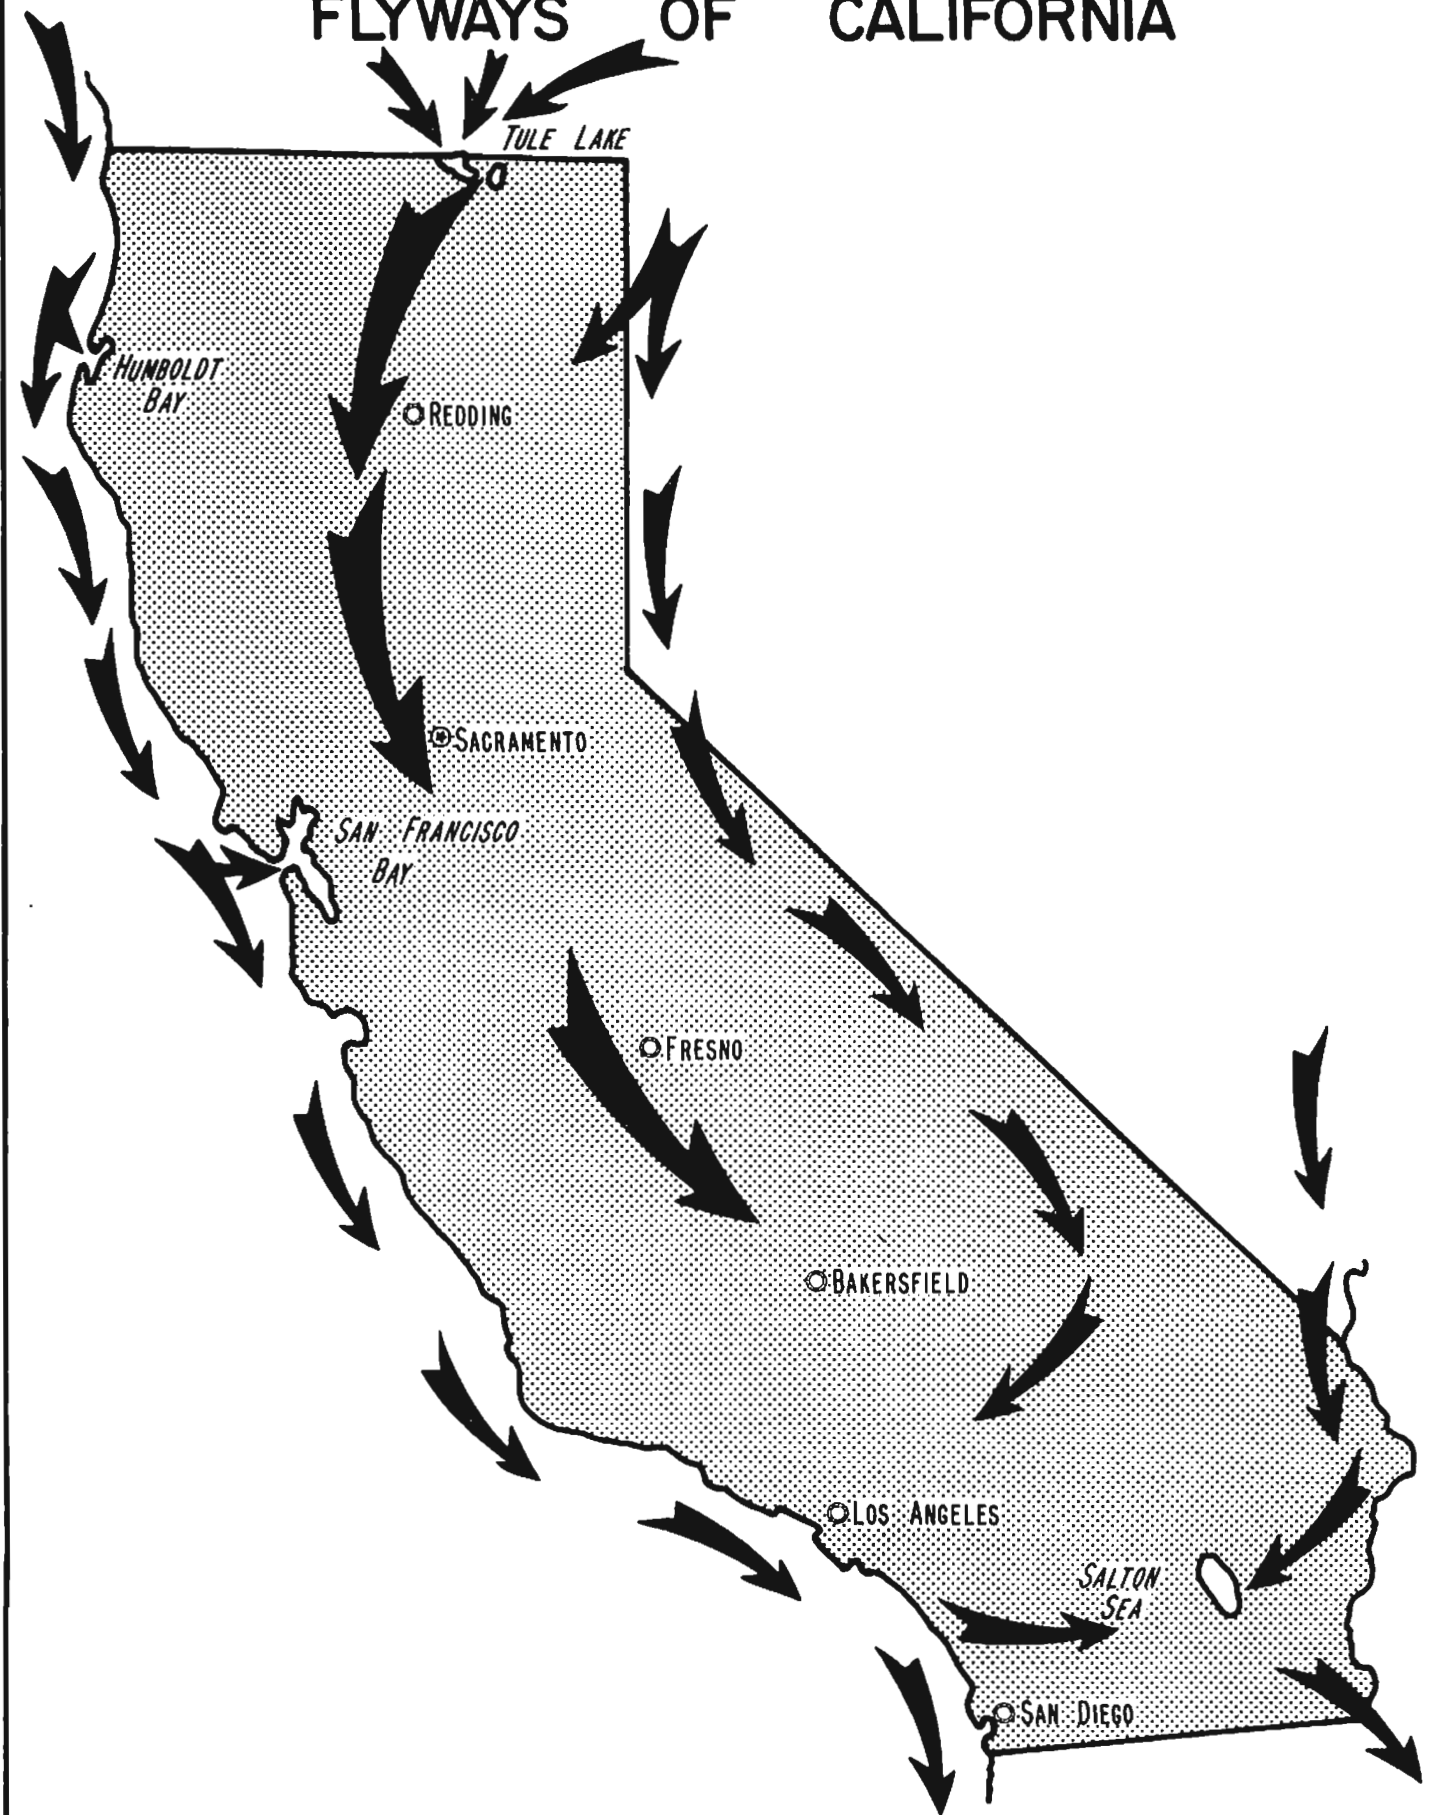 FLYWAYS OF CALIFORNIA
TULE LAKE
HUMBOLDT
BAY
REDDING
SACRAMENTO
SAN FRANCISCO
BAY
FRESNO
BAKERSFIELD
LOS ANGELES
SALTON
SEA
SAN DIEGO